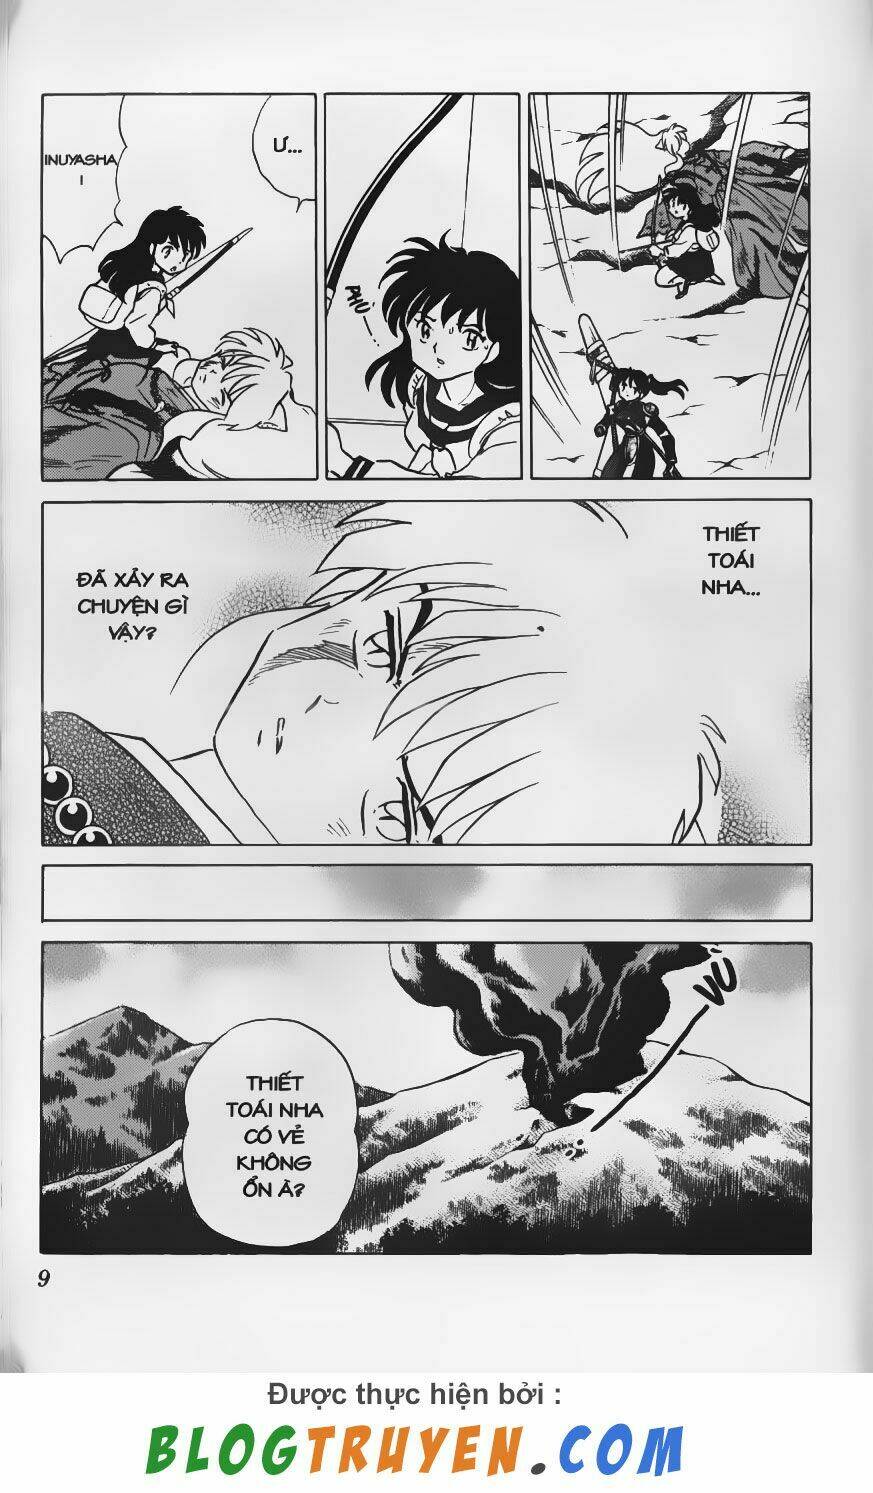 Ư...
INUYASHA
!
PHÙ
ĐÃ XẢY RA
CHUYỆN GÌ
VẬY?
THIẾT
TOÁI
NHA...
VÙ
THIẾT
TOÁI NHA
CÓ VẺ
KHÔNG
ỔN À?
9
Được thực hiện bởi :
BLOGTRUYEN.COM